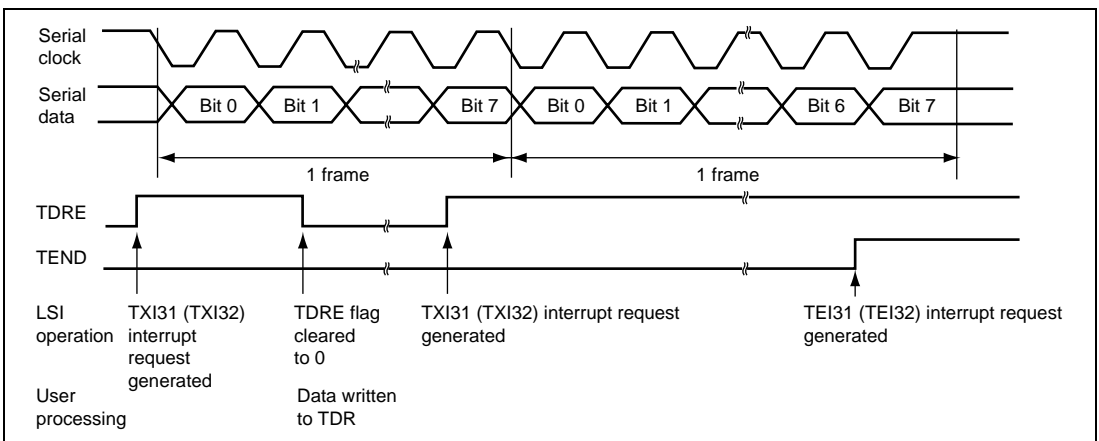 Serial
clock
Serial
data
Bit 0 Bit 1 Bit 7 Bit 0 Bit 1 Bit 6 Bit 7
1 frame 1 frame
TDRE
TEND
LSI
operation
TXI31 (TXI32)
interrupt
request
generated
TDRE flag
cleared
to 0
TXI31 (TXI32) interrupt request
generated
TEI31 (TEI32) interrupt request
generated
User
processing
Data written
to TDR